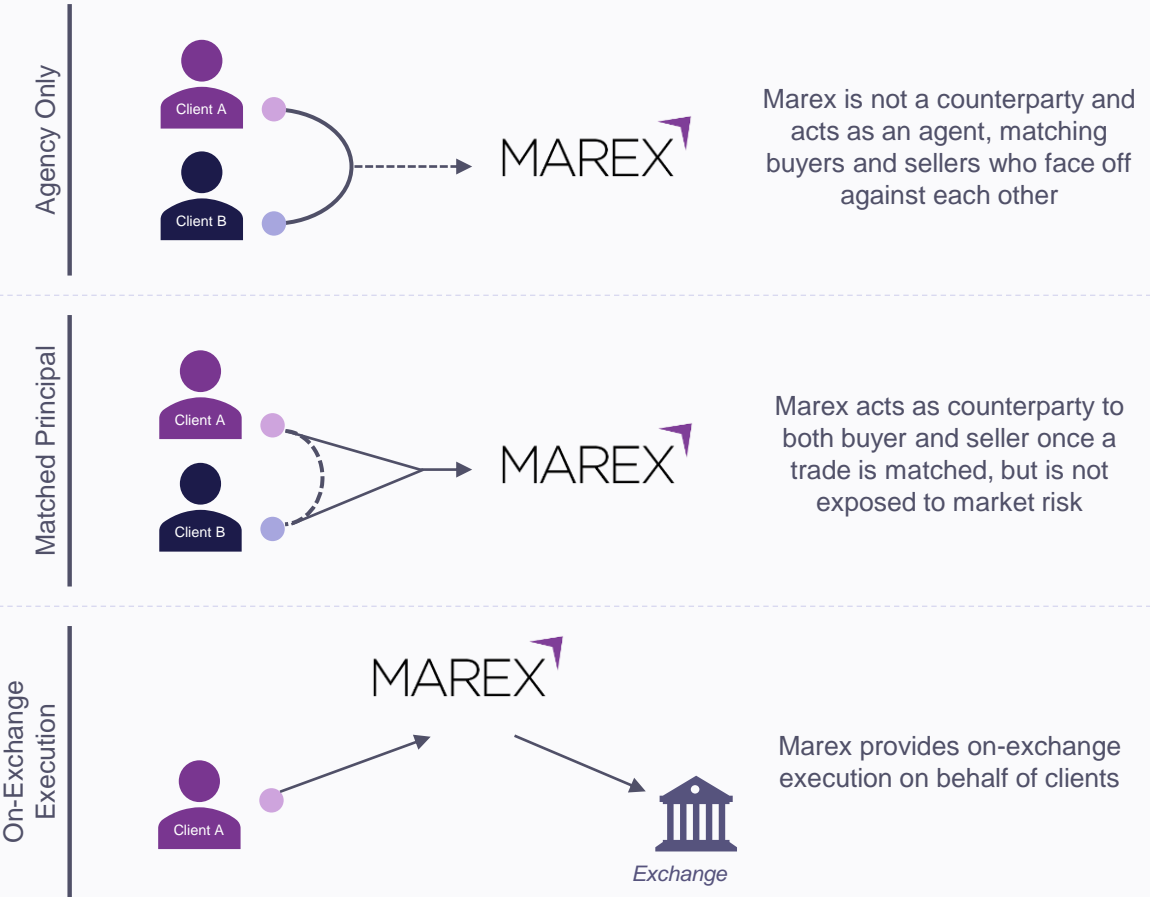 Agency Only
Client A
Client B
MAREX
Marex is not a counterparty and
acts as an agent, matching
buyers and sellers who face off
against each other
Matched Principal
Client A
Client B
MAREX
Marex acts as counterparty to
both buyer and seller once a
trade is matched, but is not
exposed to market risk
On-Exchange
Execution
MAREX
Client A
Exchange
Marex provides on-exchange
execution on behalf of clients